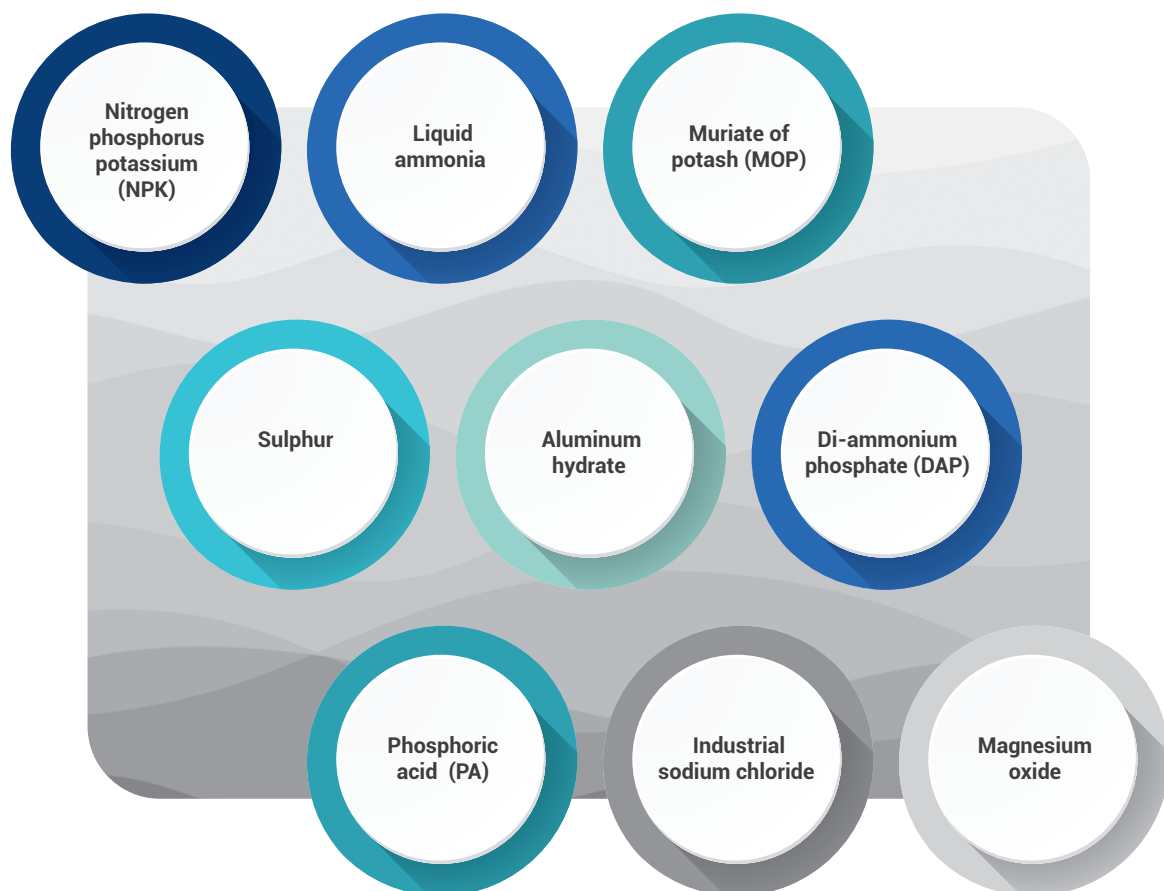 Nitrogen
phosphorus
potassium
(NPK)
Liquid
ammonia
Muriate of
potash (MOP)
Sulphur
Aluminum
hydrate
Di-ammonium
phosphate (DAP)
Phosphoric
acid  (PA)
Industrial
sodium chloride
Magnesium
oxide